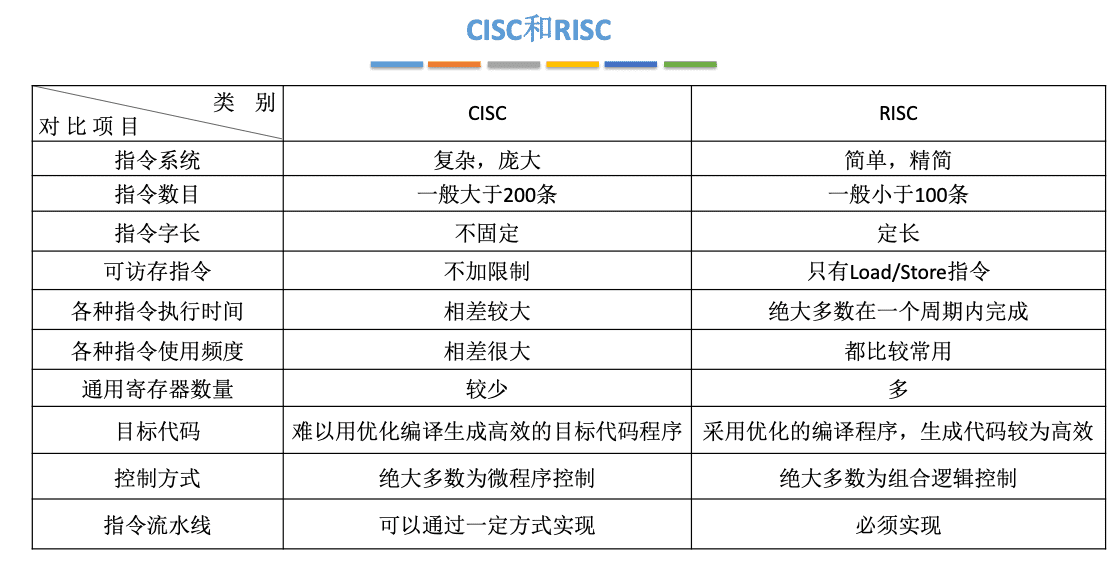 CISC和RISC
类 别
对比项目
CISC
RISC
指令系统
复杂，庞大
简单，精简
指令数目
一般大于200条
一般小于100条
指令字长
不固定
定长
可访存指令
不加限制
只有Load/Store指令
各种指令执行时间
相差较大
绝大多数在一个周期内完成
各种指令使用频度
相差很大
都比较常用
通用寄存器数量
较少
多
目标代码
难以用优化编译生成高效的目标代码程序
采用优化的编译程序，生成代码较为高效
控制方式
绝大多数为微程序控制
绝大多数为组合逻辑控制
指令流水线
可以通过一定方式实现
必须实现